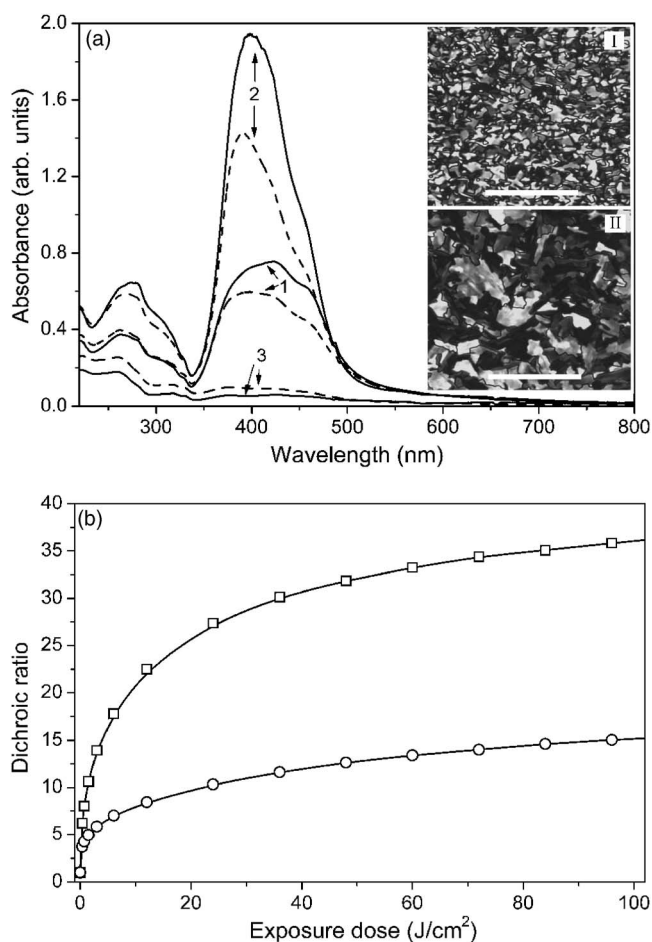 (a)
I
II
2
1
3
Absorbance (arb. units)
2.0
1.6
1.2
0.8
0.4
0.0
300 400 500 600 700 800
Wavelength (nm)
(b)
Dichroic ratio
40
35
30
25
20
15
10
5
0
0 20 40 60 80 100
Exposure dose (J/cm²)